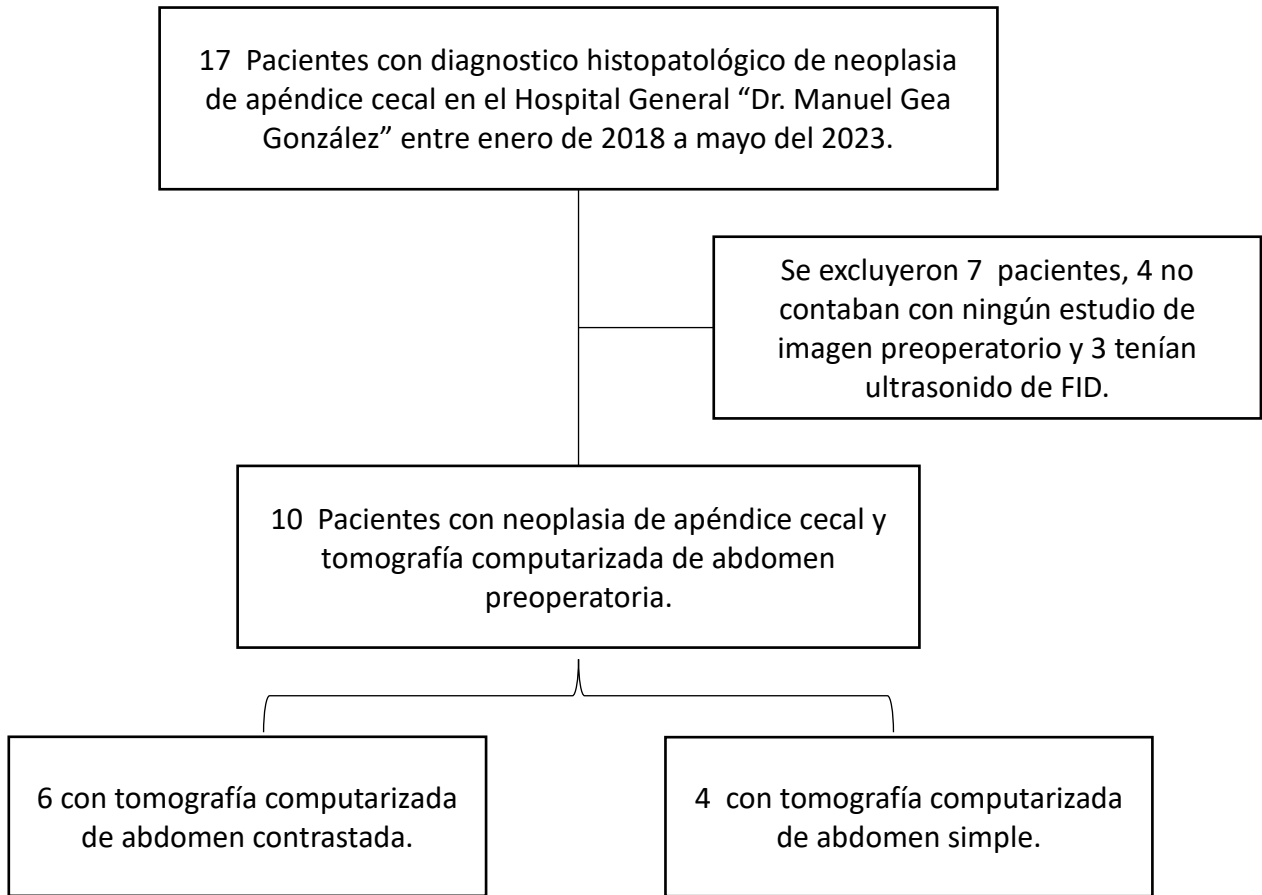 17 Pacientes con diagnostico histopatológico de neoplasia
de apéndice cecal en el Hospital General “Dr. Manuel Gea
González” entre enero de 2018 a mayo del 2023.
Se excluyeron 7 pacientes, 4 no
contaban con ningún estudio de
imagen preoperatorio y 3 tenían
ultrasonido de FID.
10 Pacientes con neoplasia de apéndice cecal y
tomografía computarizada de abdomen
preoperatoria.
6 con tomografía computarizada
de abdomen contrastada.
4 con tomografía computarizada
de abdomen simple.